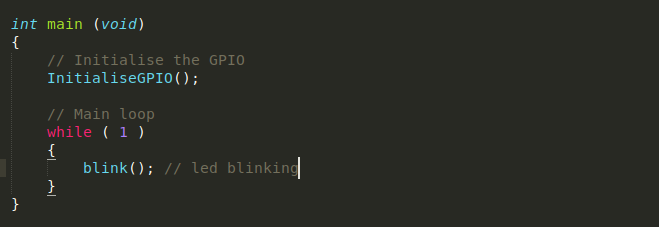 int main (void)
{
    // Initialise the GPIO
    InitialiseGPIO();

    // Main loop
    while ( 1 )
    {
        blink(); // led blinking
    }
}